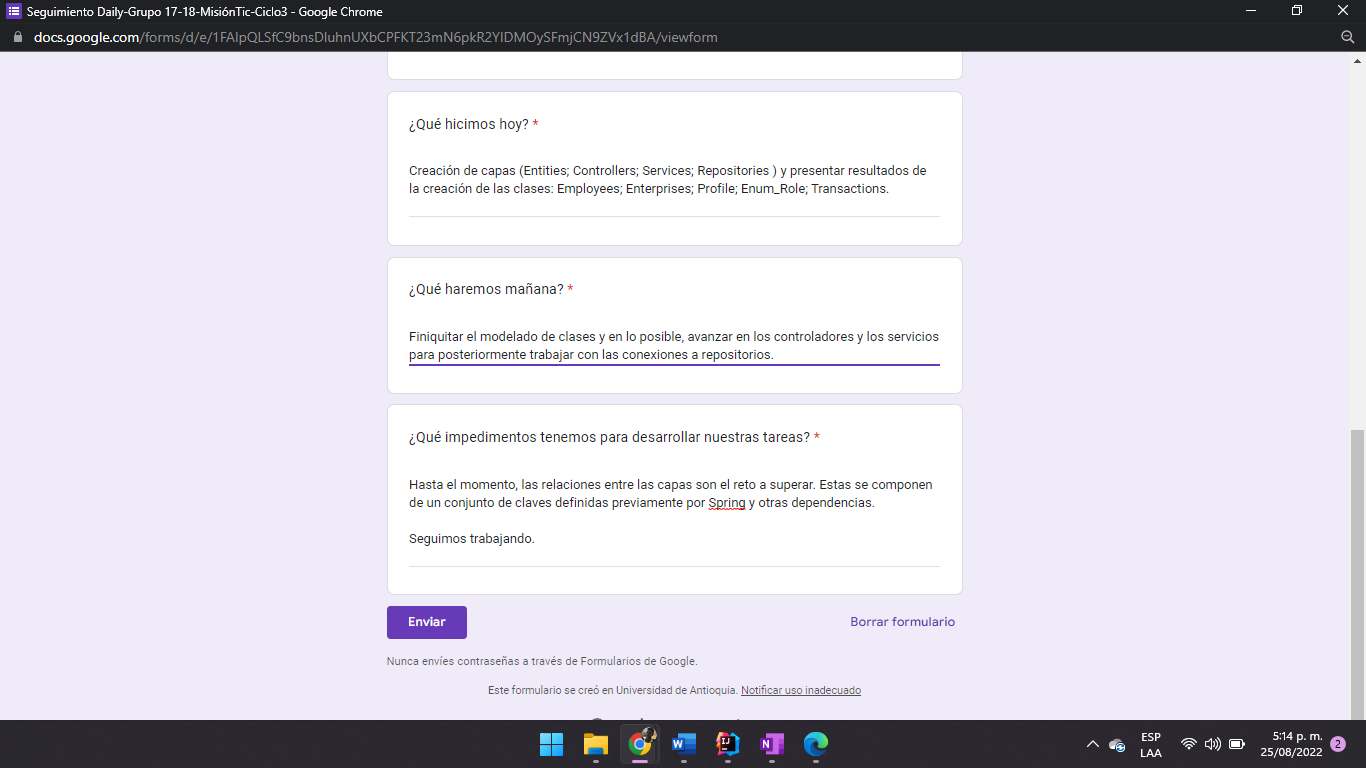 Seguimiento Daily-Grupo 17-18-MisiónTic-Ciclo3 - Google Chrome
docs.google.com/forms/d/e/1FAIpQLSfC9bnsDIuhnUXbCPFKT23mN6pkR2YIDMOySFmjCN9ZVx1dBA/viewform
¿Qué hicimos hoy? *
Creación de capas (Entities; Controllers; Services; Repositories ) y presentar resultados de
la creación de las clases: Employees; Enterprises; Profile; Enum_Role; Transactions.
¿Qué haremos mañana? *
Finiquitar el modelado de clases y en lo posible, avanzar en los controladores y los servicios
para posteriormente trabajar con las conexiones a repositorios.
¿Qué impedimentos tenemos para desarrollar nuestras tareas? *
Hasta el momento, las relaciones entre las capas son el reto a superar. Estas se componen
de un conjunto de claves definidas previamente por Spring y otras dependencias.
Seguimos trabajando.
Enviar
Borrar formulario
Nunca envíes contraseñas a través de Formularios de Google.
Este formulario se creó en Universidad de Antioquia. Notificar uso inadecuado
ESP
LAA
5:14 p. m.
25/08/2022
2